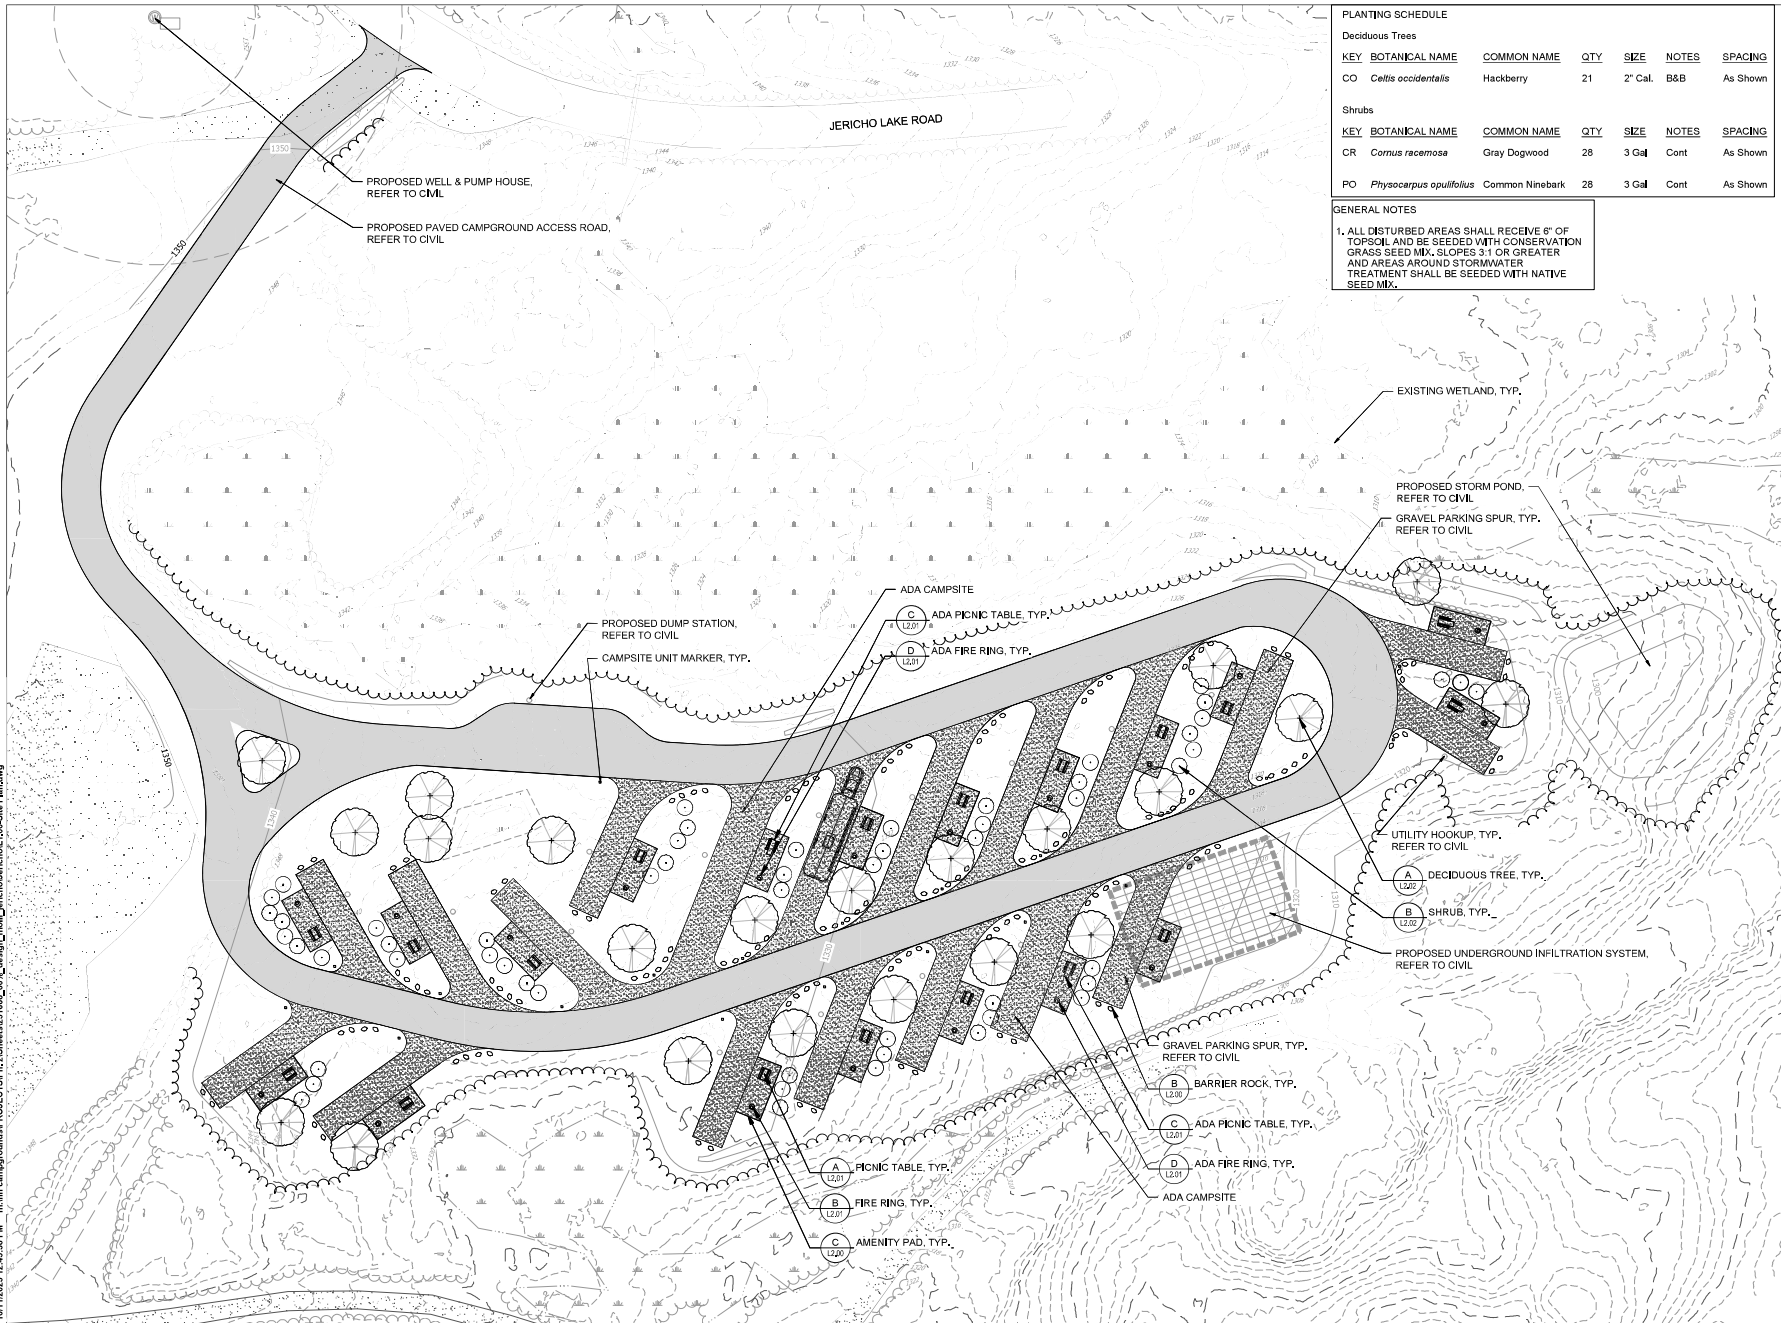 PLANTING SCHEDULE
Deciduous Trees
KEY BOTANICAL NAME COMMON NAME QTY SIZE NOTES SPACING
CO Celtis occidentalis Hackberry 21 2" Cal. B&B As Shown
Shrubs
KEY BOTANICAL NAME COMMON NAME QTY SIZE NOTES SPACING
CR Cornus racemosa Gray Dogwood 28 3 Gal Cont As Shown
PO Physocarpus opulifolius Common Ninebark 28 3 Gal Cont As Shown
GENERAL NOTES
1. ALL DISTURBED AREAS SHALL RECEIVE 6" OF
TOPSOIL AND BE SEEDED WITH CONSERVATION
GRASS SEED MIX. SLOPES 3:1 OR GREATER
AND AREAS AROUND STORMWATER
TREATMENT SHALL BE SEEDED WITH NATIVE
SEED MIX.
JERICHO LAKE ROAD
1350
PROPOSED WELL & PUMP HOUSE,
REFER TO CIVIL
PROPOSED PAVED CAMPGROUND ACCESS ROAD,
REFER TO CIVIL
1350
EXISTING WETLAND, TYP.
PROPOSED STORM POND,
REFER TO CIVIL
GRAVEL PARKING SPUR, TYP.
REFER TO CIVIL
ADA CAMPSITE
C
L2.01
ADA PICNIC TABLE, TYP.
D
L2.01
ADA FIRE RING, TYP.
PROPOSED DUMP STATION,
REFER TO CIVIL
CAMPSITE UNIT MARKER, TYP.
1350
1330
1330
1320
1310
UTILITY HOOKUP, TYP.
REFER TO CIVIL
A
L2.02
DECIDUOUS TREE, TYP.
B
L2.02
SHRUB, TYP.
PROPOSED UNDERGROUND INFILTRATION SYSTEM,
REFER TO CIVIL
GRAVEL PARKING SPUR, TYP.
REFER TO CIVIL
B
L2.00
BARRIER ROCK, TYP.
C
L2.01
ADA PICNIC TABLE, TYP.
D
L2.01
ADA FIRE RING, TYP.
ADA CAMPSITE
A
L2.01
PICNIC TABLE, TYP.
B
L2.01
FIRE RING, TYP.
C
L2.00
AMENITY PAD, TYP.